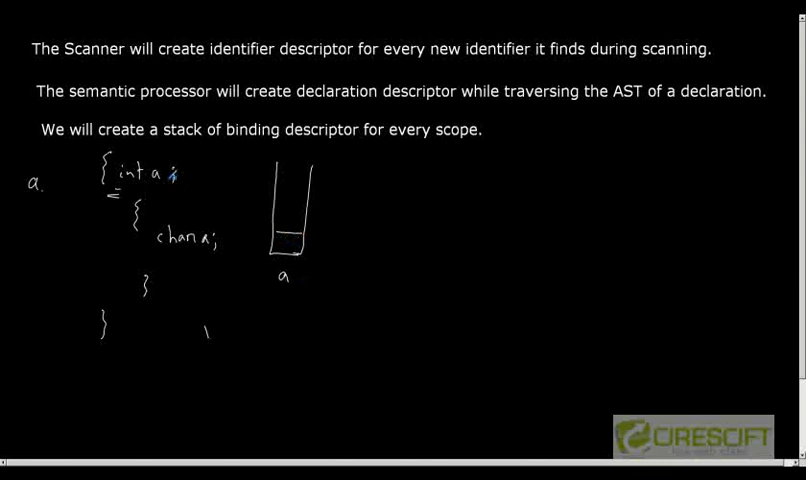 The Scanner will create identifier descriptor for every new identifier it finds during scanning.
The semantic processor will create declaration descriptor while traversing the AST of a declaration.
We will create a stack of binding descriptor for every scope.
a. { int a ;
{
char a;
a
}
}
CIRESCIFT